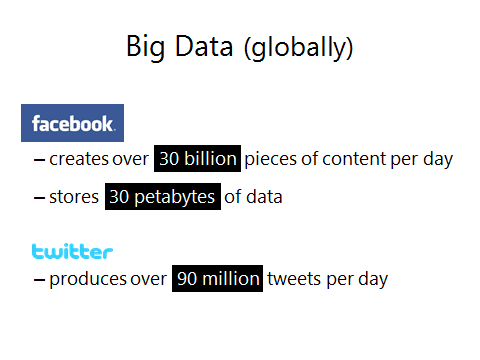 Big Data (globally)
facebook.
– creates over 30 billion pieces of content per day
– stores 30 petabytes of data
twitter
– produces over 90 million tweets per day